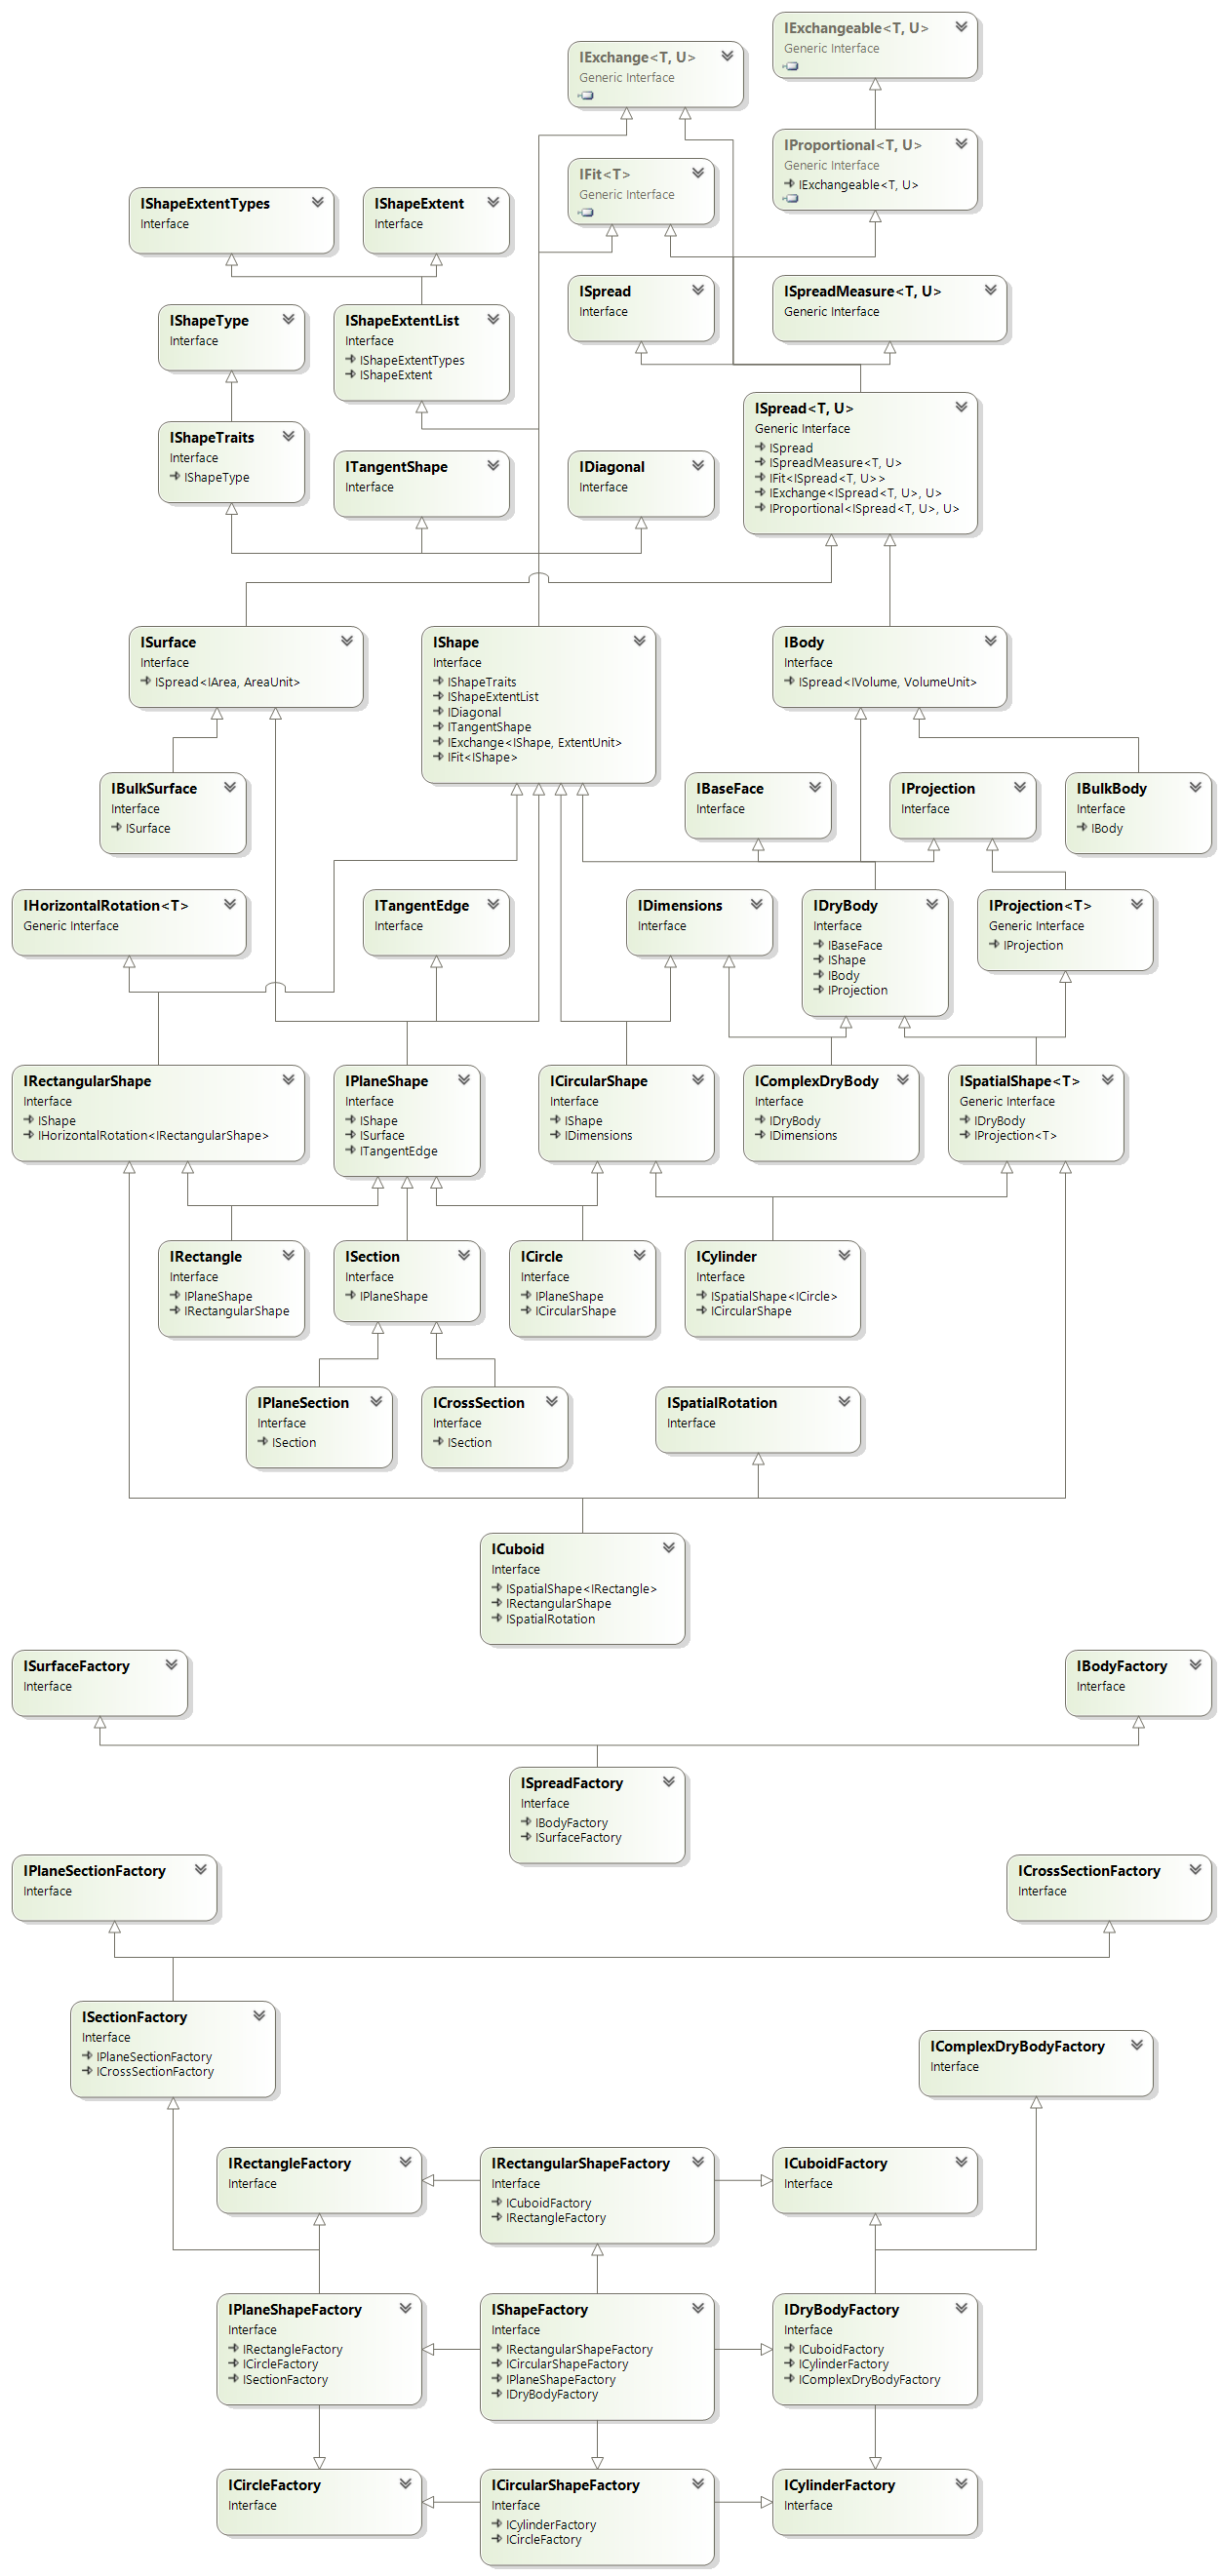 IExchangeable<T, U>
Generic Interface
IExchange<T, U>
Generic Interface
IProportional<T, U>
Generic Interface
IExchangeable<T, U>
IFit<T>
Generic Interface
IShapeExtentTypes
Interface
IShapeExtent
Interface
ISpread
Interface
ISpreadMeasure<T, U>
Generic Interface
IShapeType
Interface
IShapeExtentList
Interface
IShapeExtentTypes
IShapeExtent
ISpread<T, U>
Generic Interface
ISpread
ISpreadMeasure<T, U>
IFit<ISpread<T, U>>
IExchange<ISpread<T, U>, U>
IProportional<ISpread<T, U>, U>
IShapeTraits
Interface
IShapeType
ITangentShape
Interface
IDiagonal
Interface
ISurface
Interface
ISpread<IArea, AreaUnit>
IShape
Interface
IShapeTraits
IShapeExtentList
IDiagonal
ITangentShape
IExchange<IShape, ExtentUnit>
IFit<IShape>
IBody
Interface
ISpread<IVolume, VolumeUnit>
IBulkSurface
Interface
ISurface
IBaseFace
Interface
IProjection
Interface
IBulkBody
Interface
IBody
IHorizontalRotation<T>
Generic Interface
ITangentEdge
Interface
IDimensions
Interface
IDryBody
Interface
IBaseFace
IShape
IBody
IProjection
IProjection<T>
Generic Interface
IProjection
IRectangularShape
Interface
IShape
IHorizontalRotation<IRectangularShape>
IPlaneShape
Interface
IShape
ISurface
ITangentEdge
ICircularShape
Interface
IShape
IDimensions
IComplexDryBody
Interface
IDryBody
IDimensions
ISpatialShape<T>
Generic Interface
IDryBody
IProjection<T>
IRectangle
Interface
IPlaneShape
IRectangularShape
ISection
Interface
IPlaneShape
ICircle
Interface
IPlaneShape
ICircularShape
ICylinder
Interface
ISpatialShape<ICircle>
ICircularShape
IPlaneSection
Interface
ISection
ICrossSection
Interface
ISection
ISpatialRotation
Interface
ICuboid
Interface
ISpatialShape<IRectangle>
IRectangularShape
ISpatialRotation
ISurfaceFactory
Interface
IBodyFactory
Interface
ISpreadFactory
Interface
IBodyFactory
ISurfaceFactory
IPlaneSectionFactory
Interface
ICrossSectionFactory
Interface
ISectionFactory
Interface
IPlaneSectionFactory
ICrossSectionFactory
IComplexDryBodyFactory
Interface
IRectangleFactory
Interface
IRectangularShapeFactory
Interface
ICuboidFactory
IRectangleFactory
ICuboidFactory
Interface
IPlaneShapeFactory
Interface
IRectangleFactory
ICircleFactory
ISectionFactory
IShapeFactory
Interface
IRectangularShapeFactory
ICircularShapeFactory
IPlaneShapeFactory
IDryBodyFactory
IDryBodyFactory
Interface
ICuboidFactory
ICylinderFactory
IComplexDryBodyFactory
ICircleFactory
Interface
ICircularShapeFactory
Interface
ICylinderFactory
ICircleFactory
ICylinderFactory
Interface